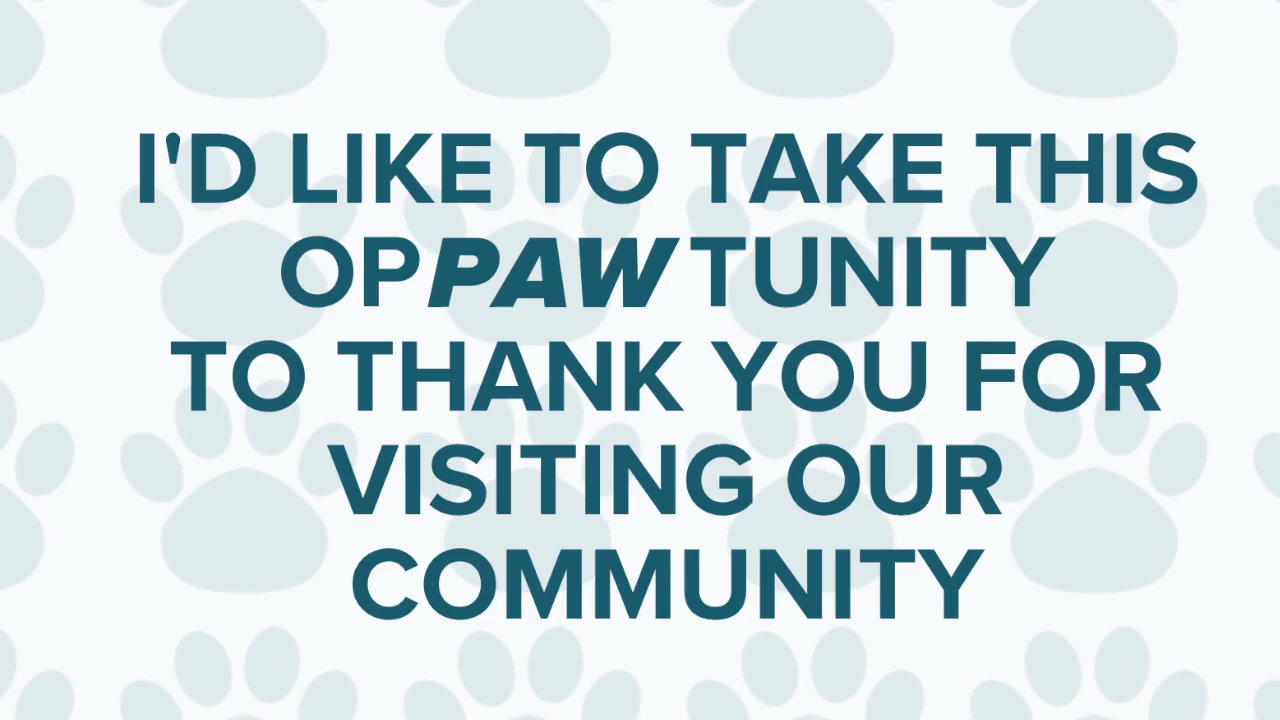 I'D LIKE TO TAKE THIS
OPPAWTUNITY
TO THANK YOU FOR
VISITING OUR
COMMUNITY